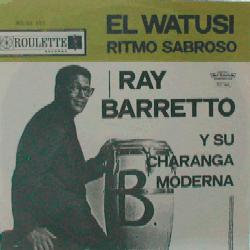 EL WATUSI
RITMO SABROSO
ROULETTE
RAY
BARRETTO
Y SU
CHARANGA
MODERNA
B.